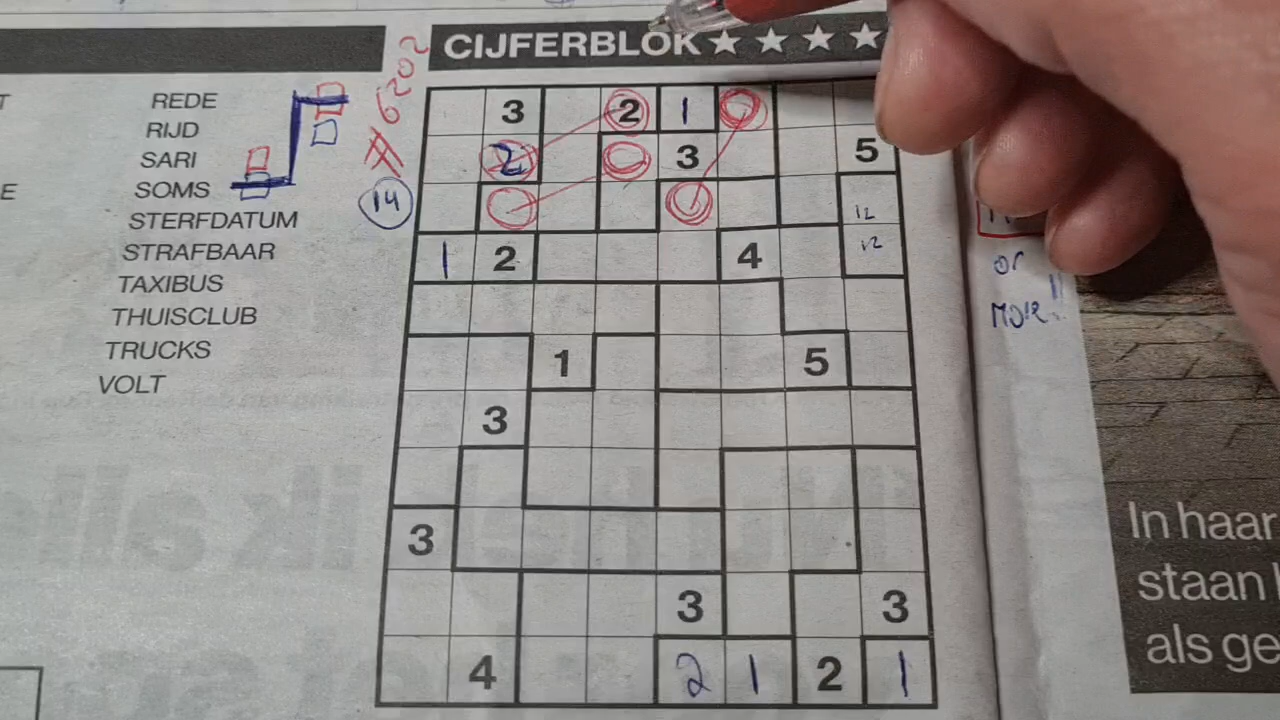 CIJFERBLOK ★ ★ ★ ★
#6202
T REDE
RIJD
SARI
E SOMS
STERFDATUM
STRAFBAAR
TAXIBUS
THUISCLUB
TRUCKS
VOLT
14
3 2 1
2 3 5
12
1 2 4 12
1 5
3
3
3 3
4 2 1 2 1
or
more!!
In haar
staan
als ge